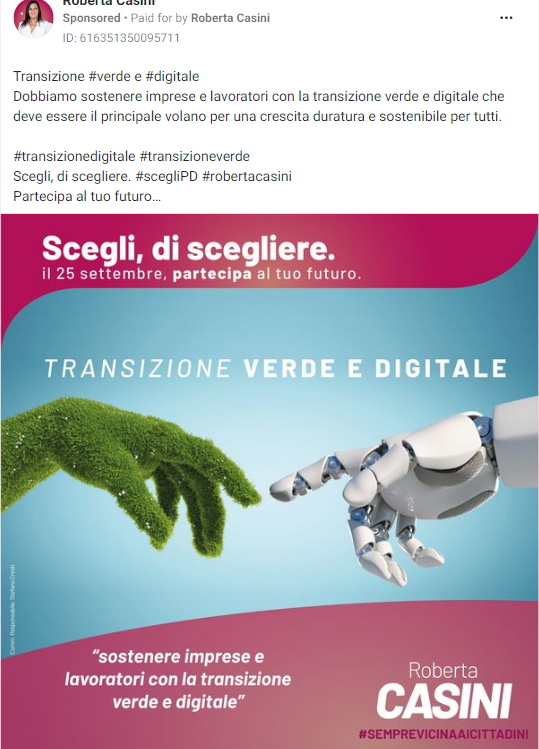 Roberta Casini
Sponsored • Paid for by Roberta Casini
ID: 616351350095711
Transizione #verde e #digitale
Dobbiamo sostenere imprese e lavoratori con la transizione verde e digitale che
deve essere il principale volano per una crescita duratura e sostenibile per tutti.
#transizionedigitale #transizioneverde
Scegli, di scegliere. #scegliPD #robertacasini
Partecipa al tuo futuro...
Scegli, di scegliere.
il 25 settembre, partecipa al tuo futuro.
TRANSIZIONE VERDE E DIGITALE
“sostenere imprese e
lavoratori con la transizione
verde e digitale”
Roberta
CASINI
#SEMPREVICINAAICITTADINI